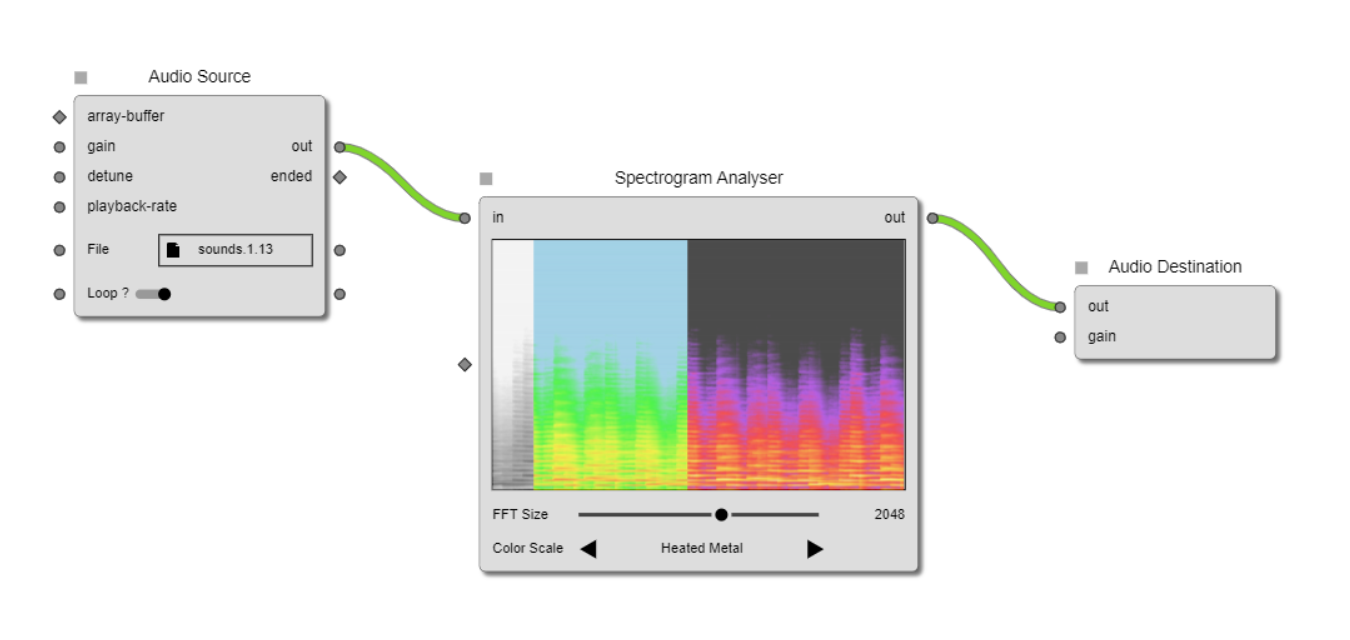 Audio Source
array-buffer
gain out
detune ended
playback-rate
File sounds.1.13
Loop ?
Spectrogram Analyser
in out
FFT Size 2048
Color Scale Heated Metal
Audio Destination
out
gain